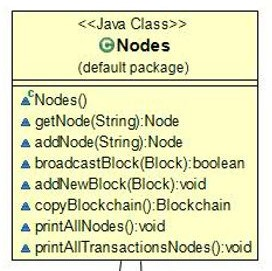 <<Java Class>>
Nodes
(default package)
Nodes()
getNode(String):Node
addNode(String):Node
broadcastBlock(Block):boolean
addNewBlock(Block):void
copyBlockchain():Blockchain
printAllNodes():void
printAllTransactionsNodes():void